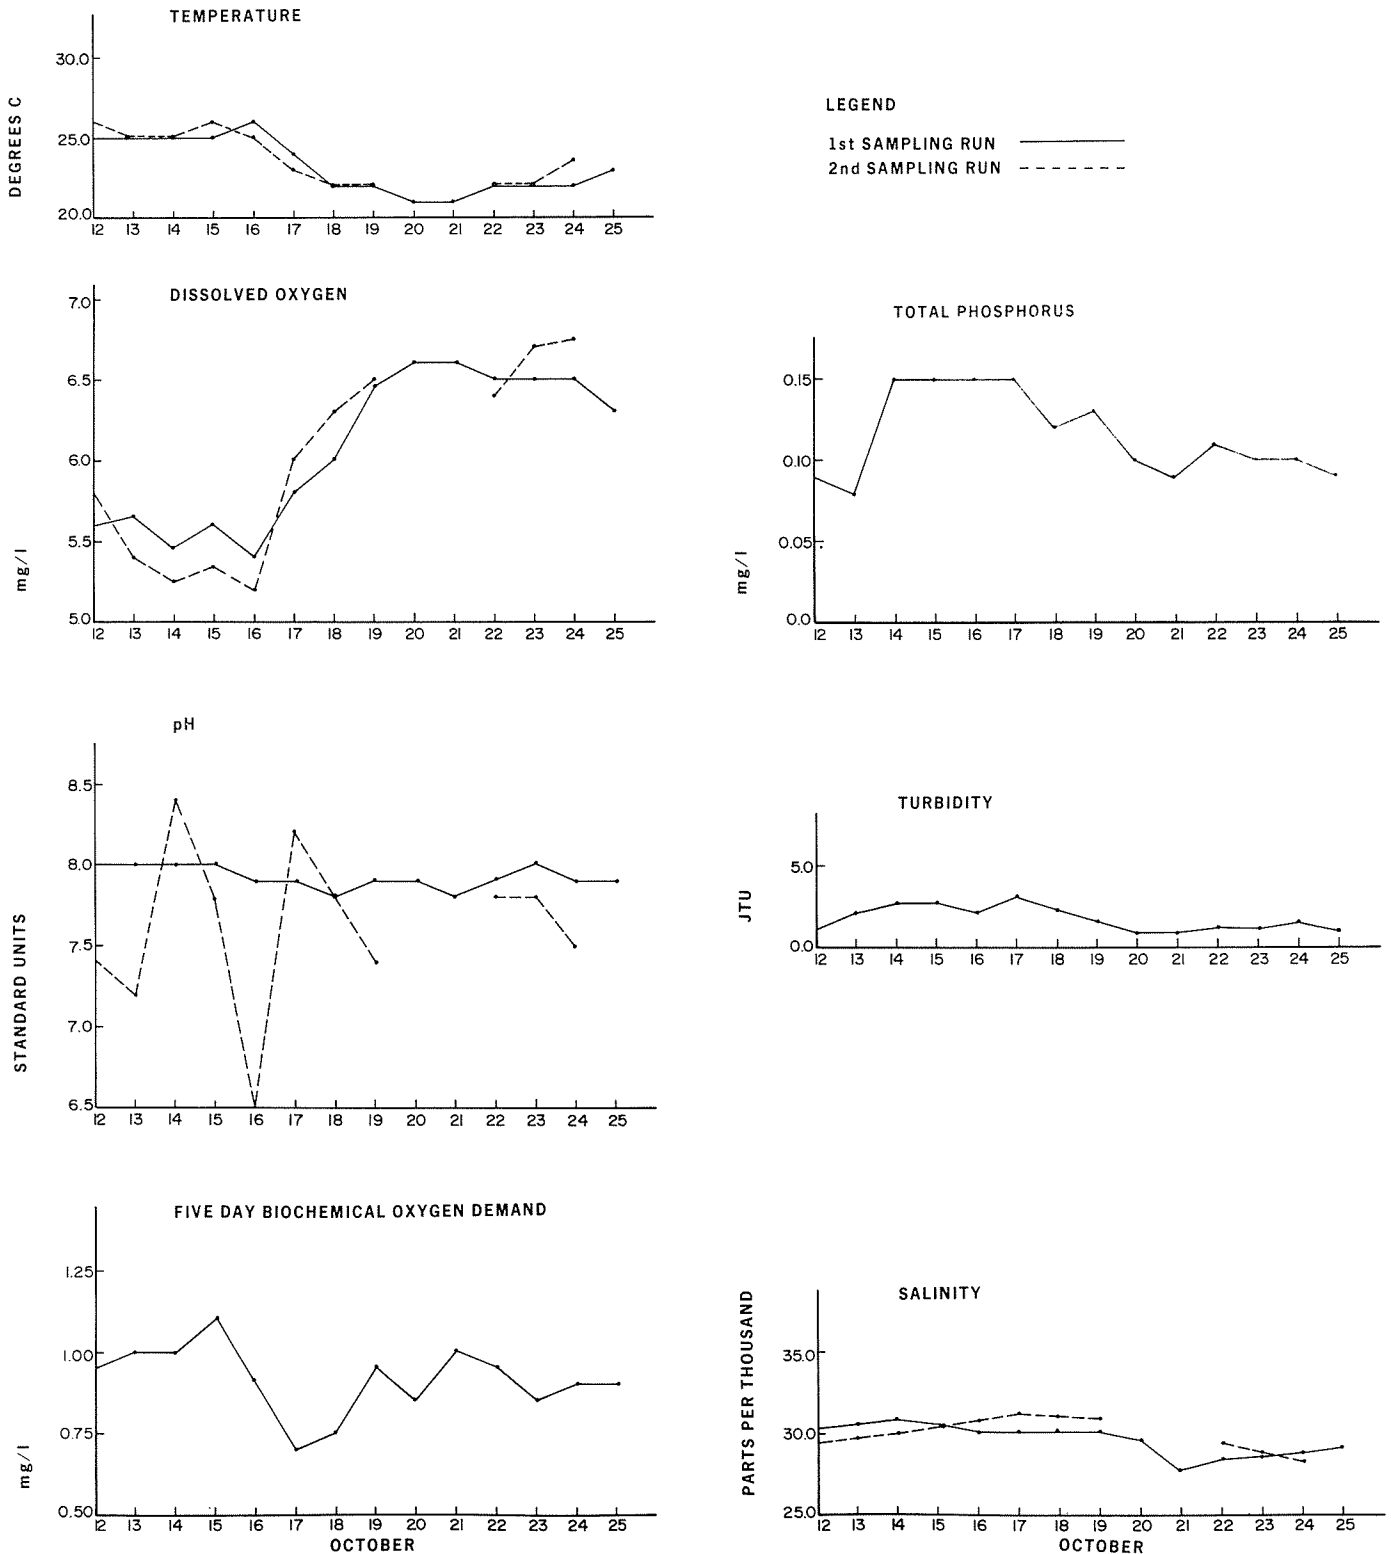 TEMPERATURE
DEGREES C
30.0
25.0
20.0
12 13 14 15 16 17 18 19 20 21 22 23 24 25
LEGEND
1st SAMPLING RUN
2nd SAMPLING RUN
DISSOLVED OXYGEN
mg/l
7.0
6.5
6.0
5.5
5.0
12 13 14 15 16 17 18 19 20 21 22 23 24 25
TOTAL PHOSPHORUS
mg/l
0.15
0.10
0.05
0.0
12 13 14 15 16 17 18 19 20 21 22 23 24 25
pH
STANDARD UNITS
8.5
8.0
7.5
7.0
6.5
12 13 14 15 16 17 18 19 20 21 22 23 24 25
TURBIDITY
JTU
5.0
0.0
12 13 14 15 16 17 18 19 20 21 22 23 24 25
FIVE DAY BIOCHEMICAL OXYGEN DEMAND
mg/l
1.25
1.00
0.75
0.50
12 13 14 15 16 17 18 19 20 21 22 23 24 25
OCTOBER
SALINITY
PARTS PER THOUSAND
35.0
30.0
25.0
12 13 14 15 16 17 18 19 20 21 22 23 24 25
OCTOBER